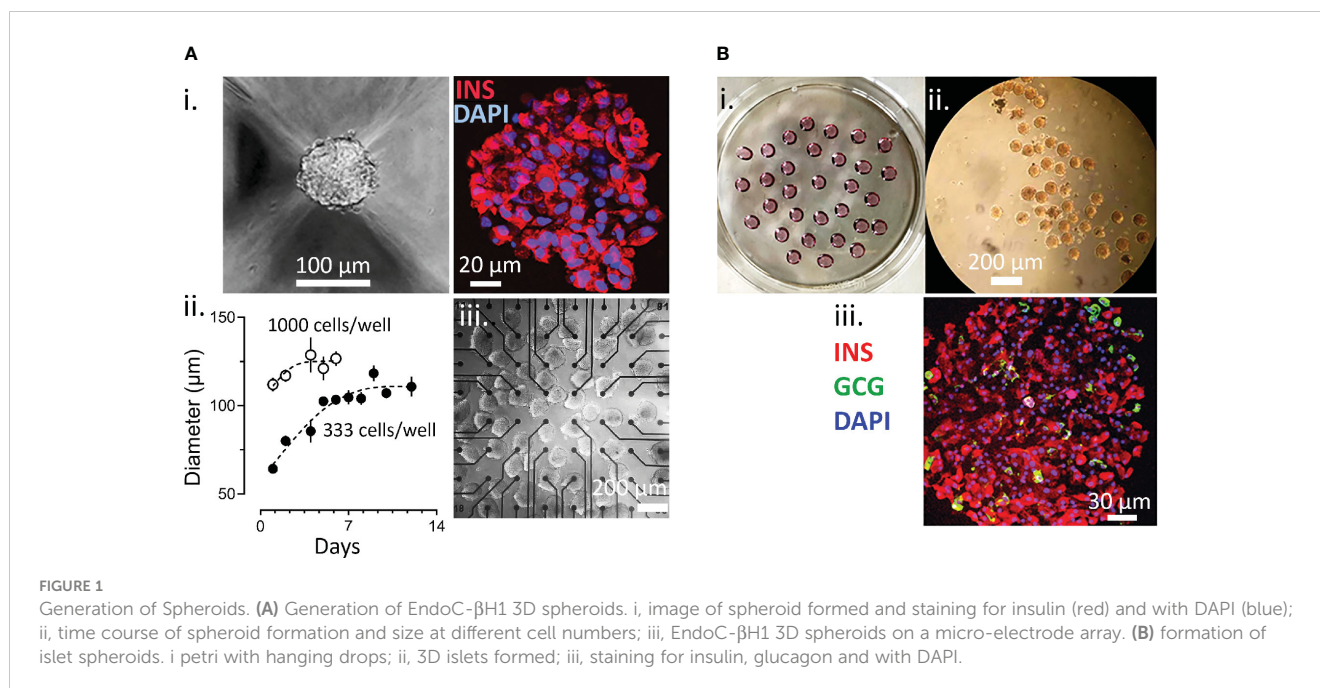 A
B
i.
INS
DAPI
100 µm
20 µm
i.
ii.
200 µm
ii.
150
100
50
Diameter (µm)
1000 cells/well
333 cells/well
0
7
14
Days
iii.
200 µm
iii.
INS
GCG
DAPI
30 µm
FIGURE 1
Generation of Spheroids. (A) Generation of EndoC-βH1 3D spheroids. i, image of spheroid formed and staining for insulin (red) and with DAPI (blue);
ii, time course of spheroid formation and size at different cell numbers; iii, EndoC-βH1 3D spheroids on a micro-electrode array. (B) formation of
islet spheroids. i petri with hanging drops; ii, 3D islets formed; iii, staining for insulin, glucagon and with DAPI.